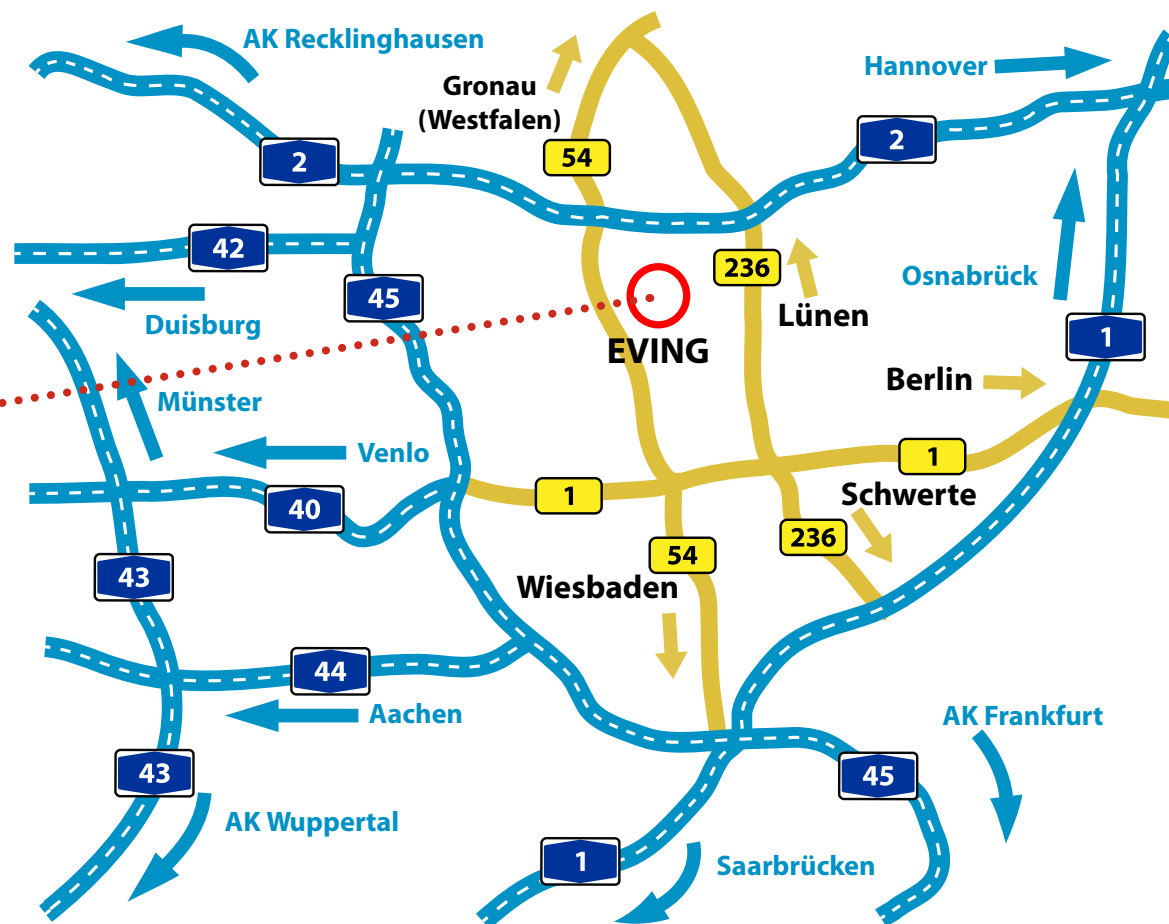 AK Recklinghausen
Gronau
(Westfalen)
Hannover
2
54
2
42
236
45
Osnabrück
Duisburg
Lünen
EVING
1
Münster
Berlin
Venlo
1
1
40
Schwerte
236
43
54
Wiesbaden
44
Aachen
AK Frankfurt
43
45
AK Wuppertal
1
Saarbrücken